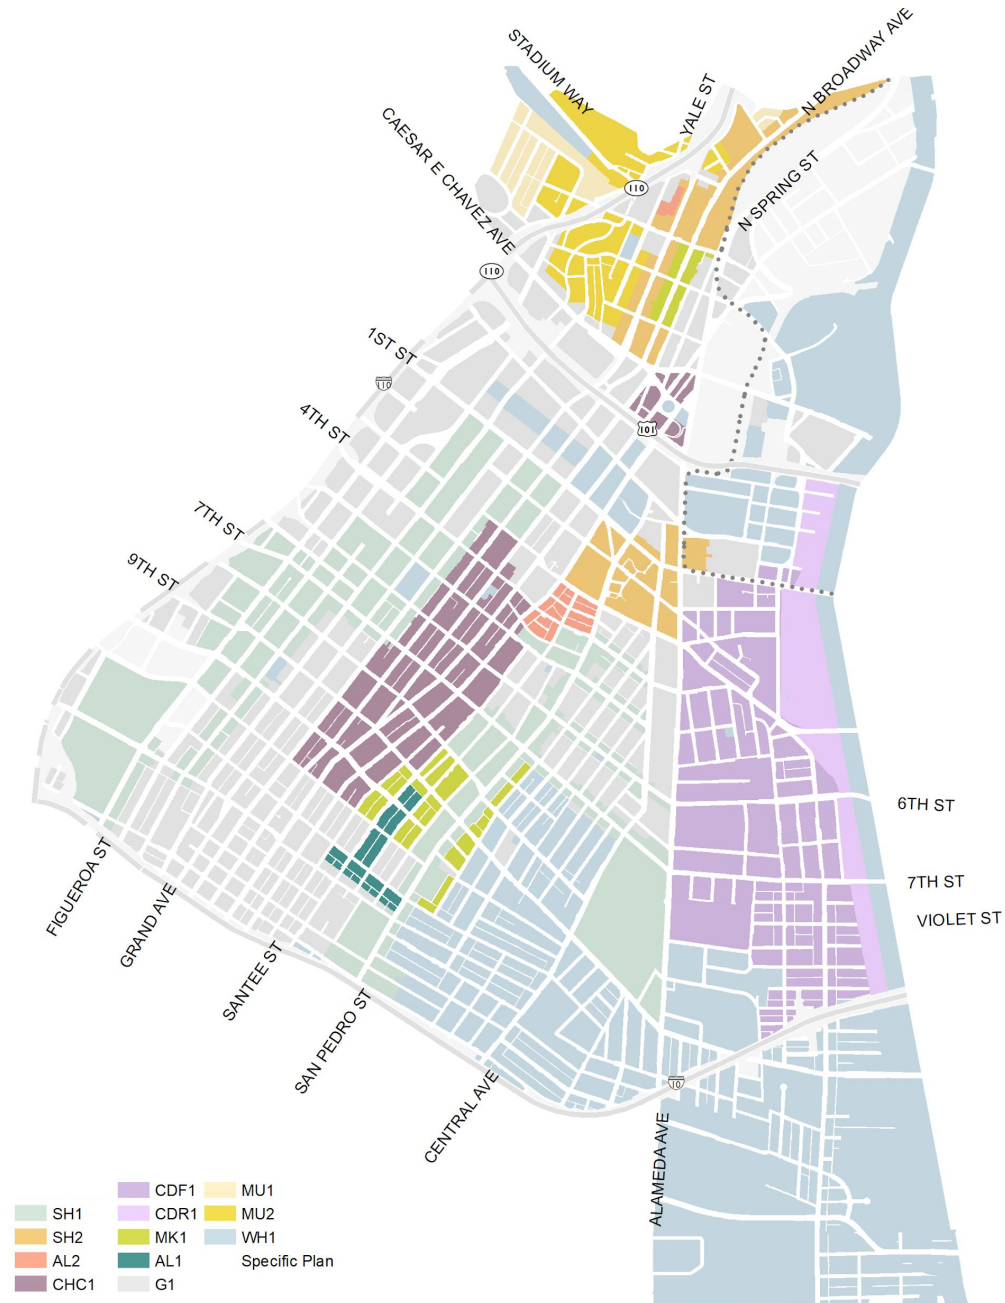 N BROADWAY AVE
STADIUM WAY
YALE ST
CAESAR E CHAVEZ AVE
110
N SPRING ST
110
1ST ST
110
4TH ST
101
7TH ST
9TH ST
6TH ST
7TH ST
VIOLET ST
FIGUEROA ST
GRAND AVE
SANTEE ST
SAN PEDRO ST
CENTRAL AVE
10
ALAMEDA AVE
SH1
SH2
AL2
CHC1
CDF1
CDR1
MK1
AL1
G1
MU1
MU2
WH1
Specific Plan